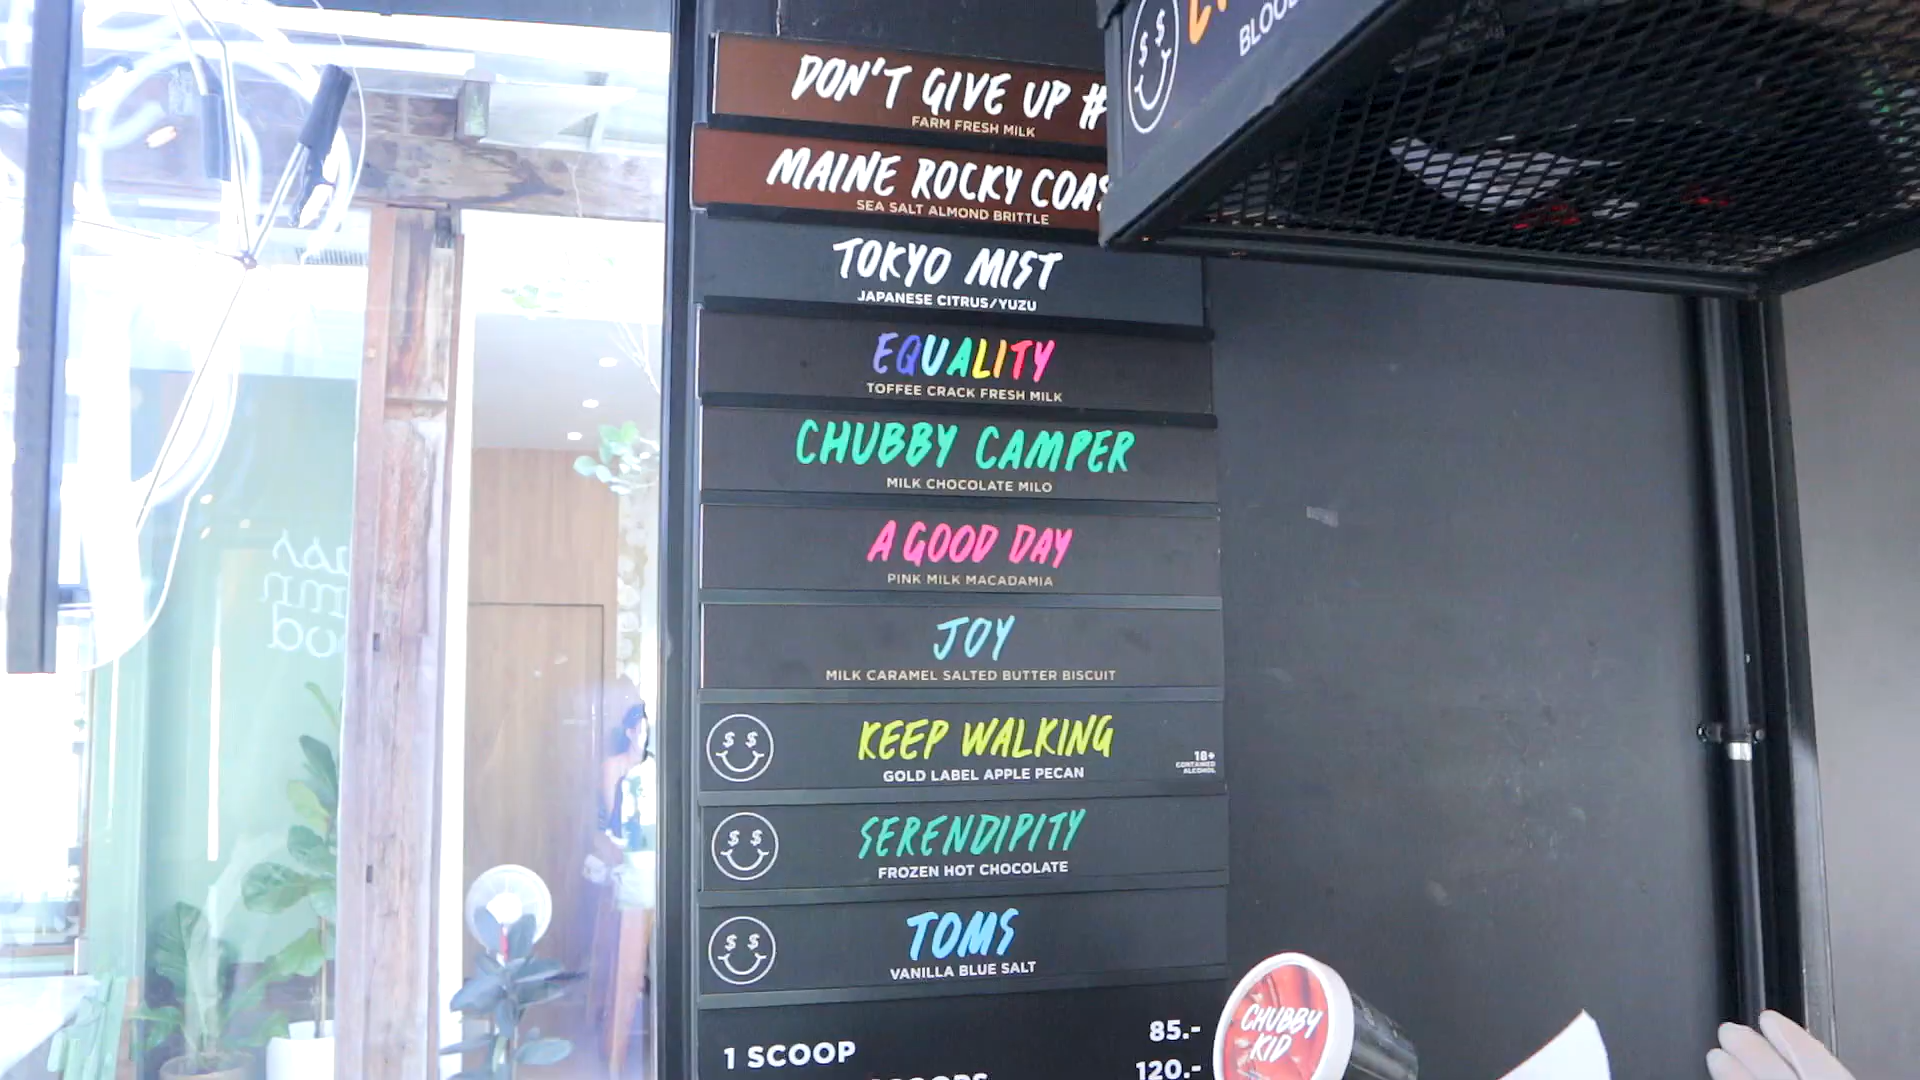 DON'T GIVE UP #
FARM FRESH MILK
MAINE ROCKY
SEA SALT ALMOND BRITTLE
TOKYO MIST
JAPANESE CITRUS/YUZU
EQUALITY
TOFFEE CRACK FRESH MILK
CHUBBY CAMPER
MILK CHOCOLATE MILO
A GOOD DAY
PINK MILK MACADAMIA
JOY
MILK CARAMEL SALTED BUTTER BISCUIT
$ $
KEEP WALKING
GOLD LABEL APPLE PECAN
18+
CONTAINED
ALCOHOL
$ $
SERENDIPITY
FROZEN HOT CHOCOLATE
$ $
TOMS
VANILLA BLUE SALT
1 SCOOP 85.-
120.-
CHUBBY
KID
$ $